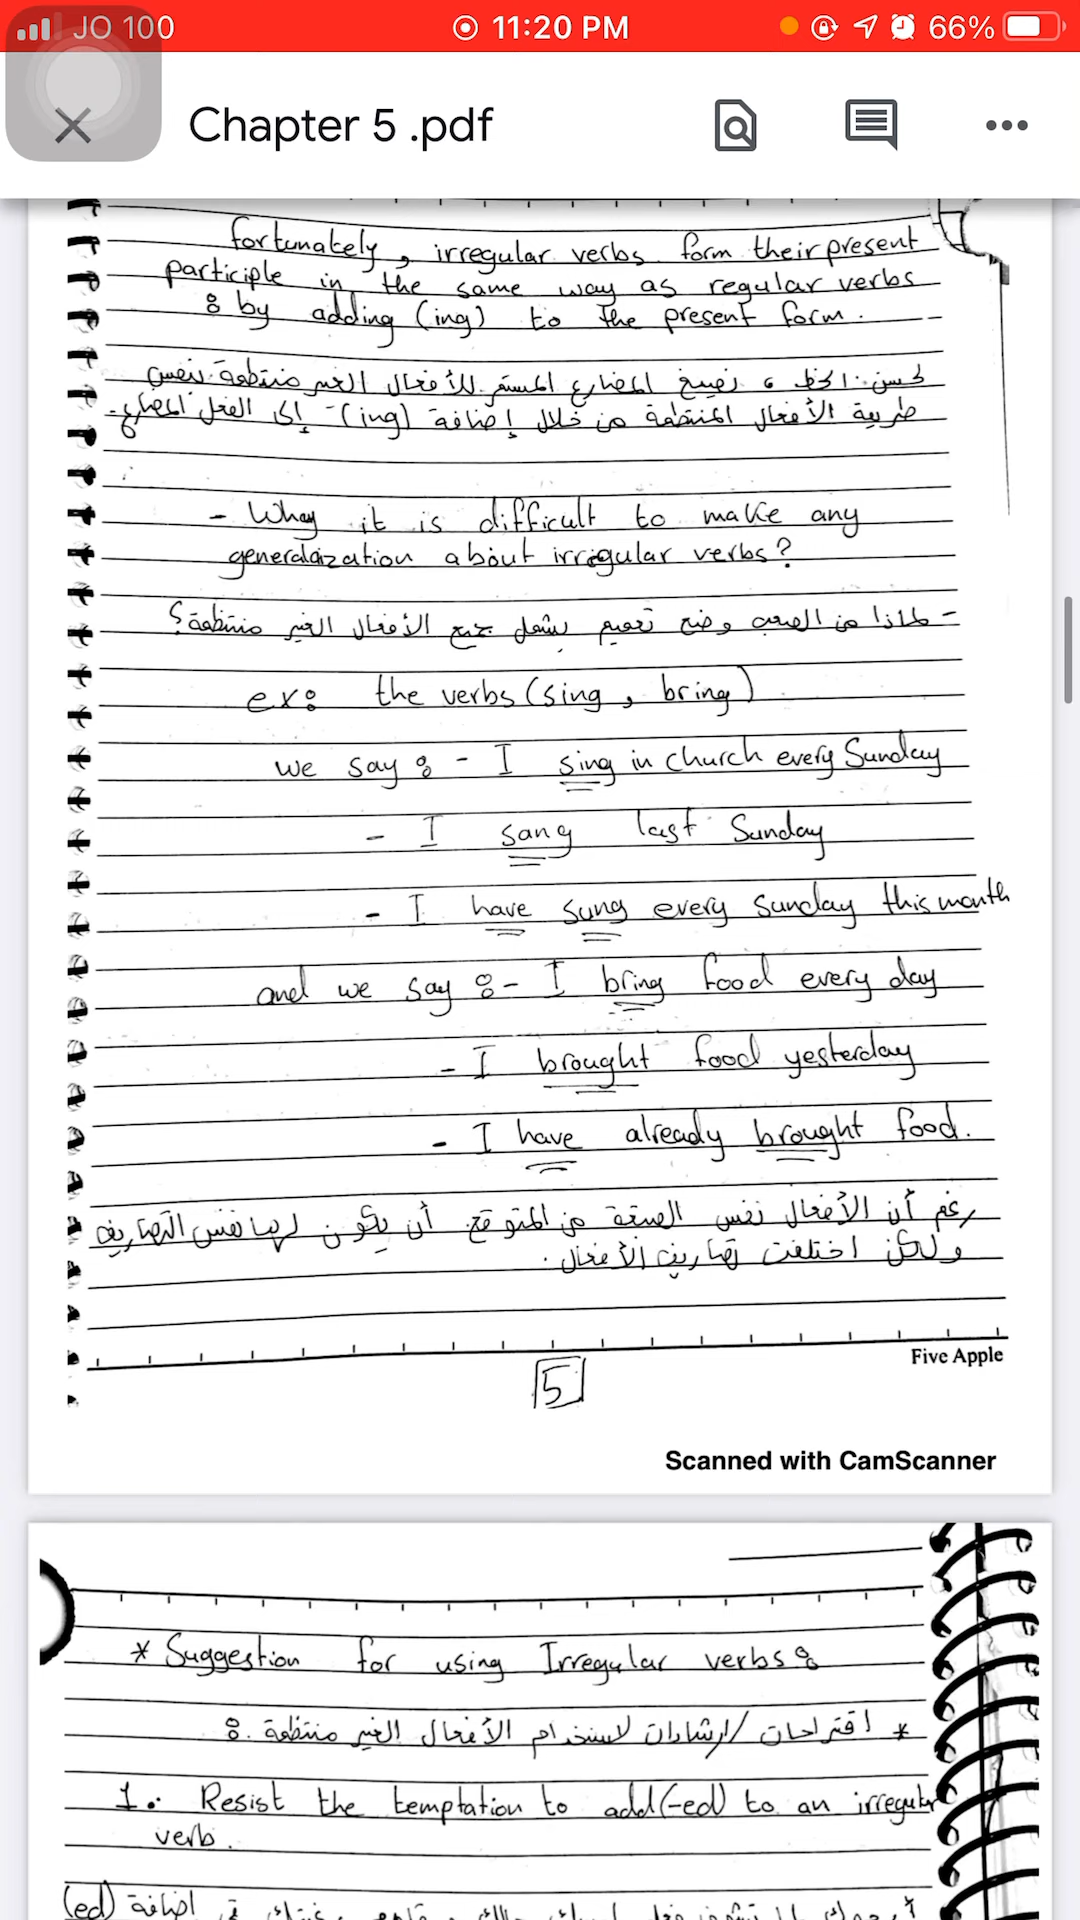 JO 100 11:20 PM 66%
Chapter 5 .pdf
fortunately, irregular verbs form their present
participle in the same way as regular verbs
: by adding (ing) to the present form.
لحسن الحظ، نصيغ المضارع المستمر للأفعال الغير منتظمة بنفس
طريقة الأفعال المنتظمة من خلال إضافة (ing) إلى الفعل المضارع.
- Whay it is difficult to make any
generalaization about irregular verbs?
- لماذا من الصعب وضع تعميم يشمل جميع الأفعال الغير منتظمة؟
ex: the verbs (sing, bring)
we say: - I sing in church every Sunday
- I sang last Sunday
- I have sung every Sunday this month
and we say:- I bring food every day
- I brought food yesterday
- I have already brought food.
رغم أن الأفعال نفس الصيغة من المتوقع أن يكون لها نفس التصاريف
ولكن اختلفت تصاريف الأفعال.
Five Apple
5
Scanned with CamScanner
* Suggestion for using Irregular verbs:
* اقتراحات / إرشادات لاستخدام الأفعال الغير منتظمة:
1. Resist the temptation to add (-ed) to an irregular
verb.
إضافة (ed)